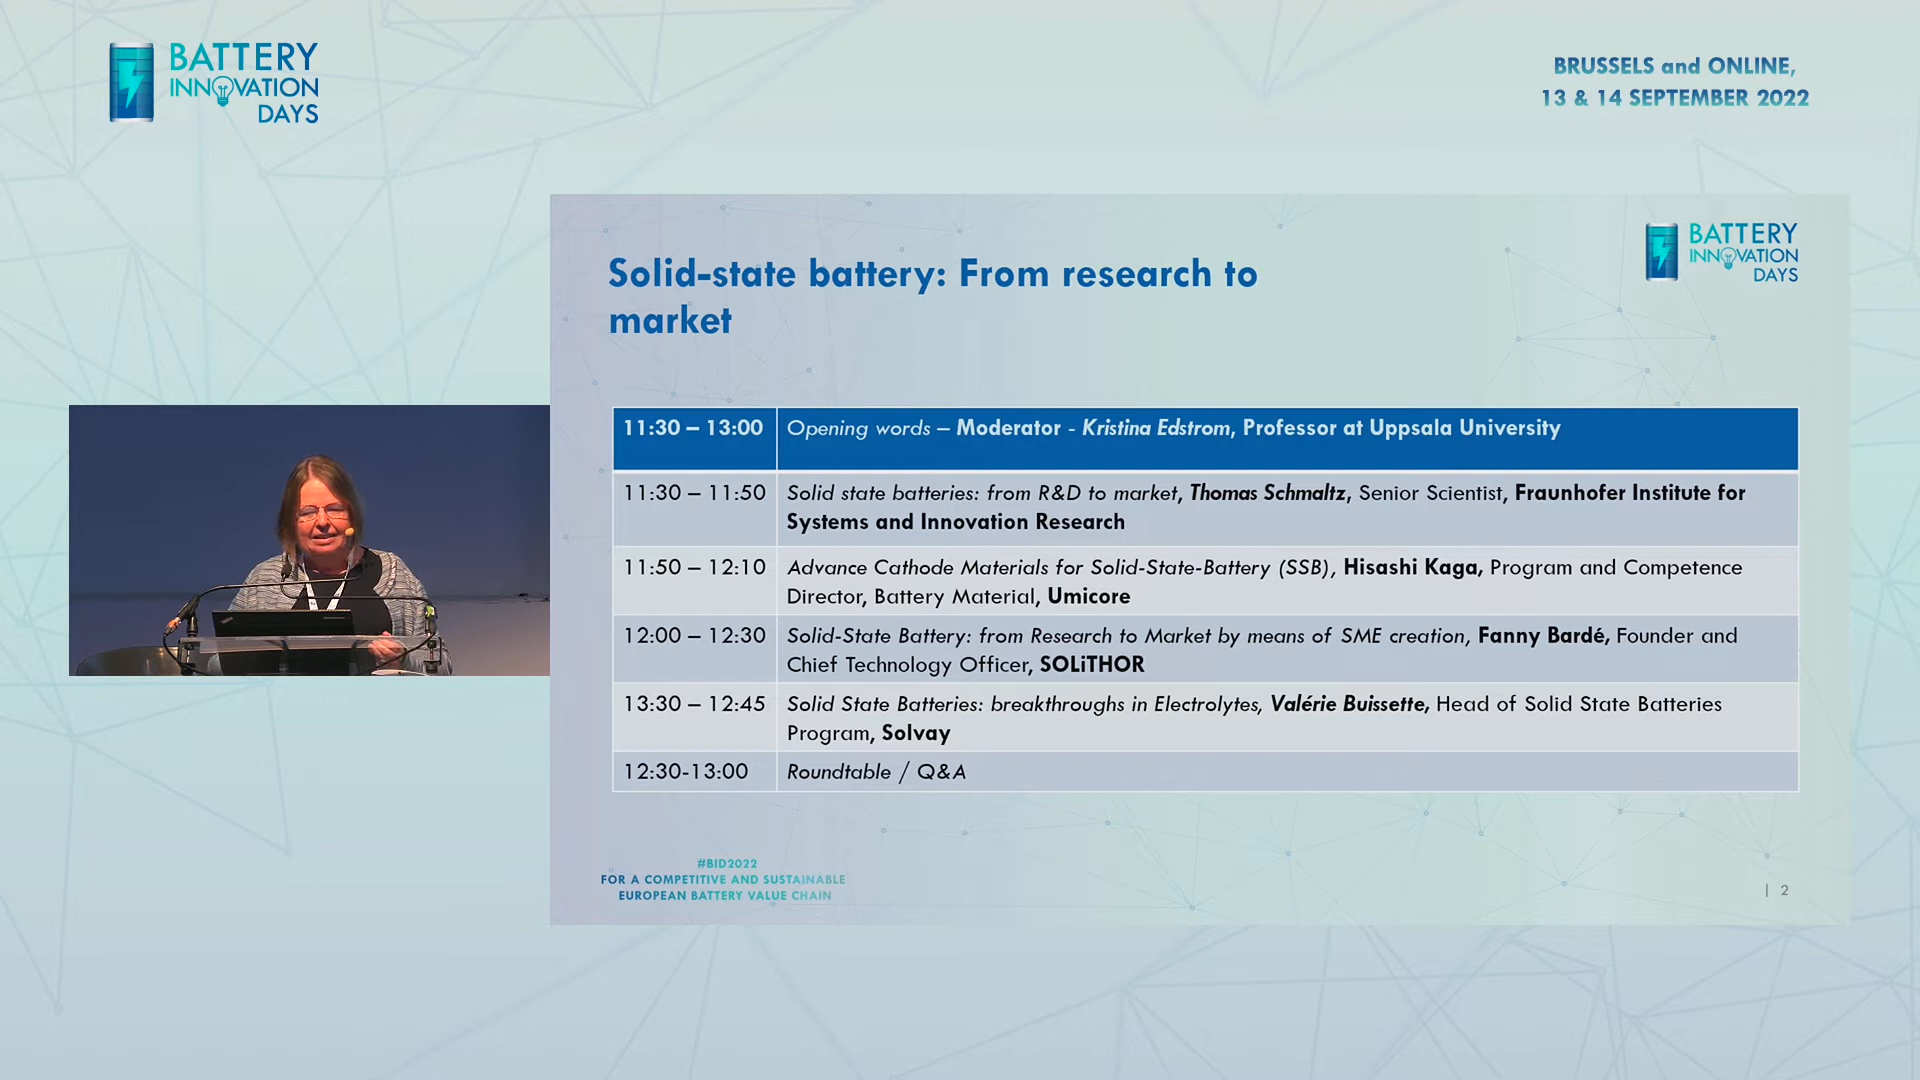 BATTERY
INNOVATION
DAYS
BRUSSELS and ONLINE,
13 & 14 SEPTEMBER 2022
BATTERY
INNOVATION
DAYS
Solid-state battery: From research to
market
11:30 – 13:00 Opening words – Moderator - Kristina Edstrom, Professor at Uppsala University
11:30 – 11:50 Solid state batteries: from R&D to market, Thomas Schmaltz, Senior Scientist, Fraunhofer Institute for
Systems and Innovation Research
11:50 – 12:10 Advance Cathode Materials for Solid-State-Battery (SSB), Hisashi Kaga, Program and Competence
Director, Battery Material, Umicore
12:00 – 12:30 Solid-State Battery: from Research to Market by means of SME creation, Fanny Bardé, Founder and
Chief Technology Officer, SOLiTHOR
13:30 – 12:45 Solid State Batteries: breakthroughs in Electrolytes, Valérie Buissette, Head of Solid State Batteries
Program, Solvay
12:30-13:00 Roundtable / Q&A
#BID2022
FOR A COMPETITIVE AND SUSTAINABLE
EUROPEAN BATTERY VALUE CHAIN
| 2